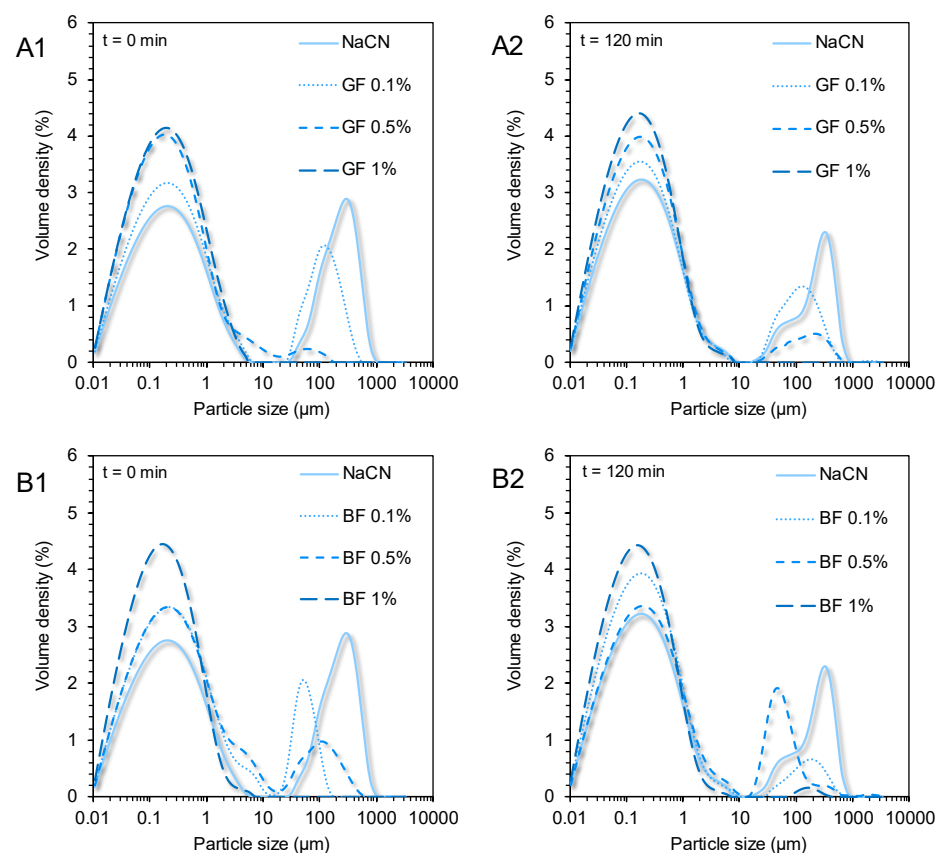 A1
t = 0 min
NaCN
GF 0.1%
GF 0.5%
GF 1%
Volume density (%)
6
5
4
3
2
1
0
0.01 0.1 1 10 100 1000 10000
Particle size (µm)
A2
t = 120 min
NaCN
GF 0.1%
GF 0.5%
GF 1%
Volume density (%)
6
5
4
3
2
1
0
0.01 0.1 1 10 100 1000 10000
Particle size (µm)
B1
t = 0 min
NaCN
BF 0.1%
BF 0.5%
BF 1%
Volume density (%)
6
5
4
3
2
1
0
0.01 0.1 1 10 100 1000 10000
Particle size (µm)
B2
t = 120 min
NaCN
BF 0.1%
BF 0.5%
BF 1%
Volume density (%)
6
5
4
3
2
1
0
0.01 0.1 1 10 100 1000 10000
Particle size (µm)